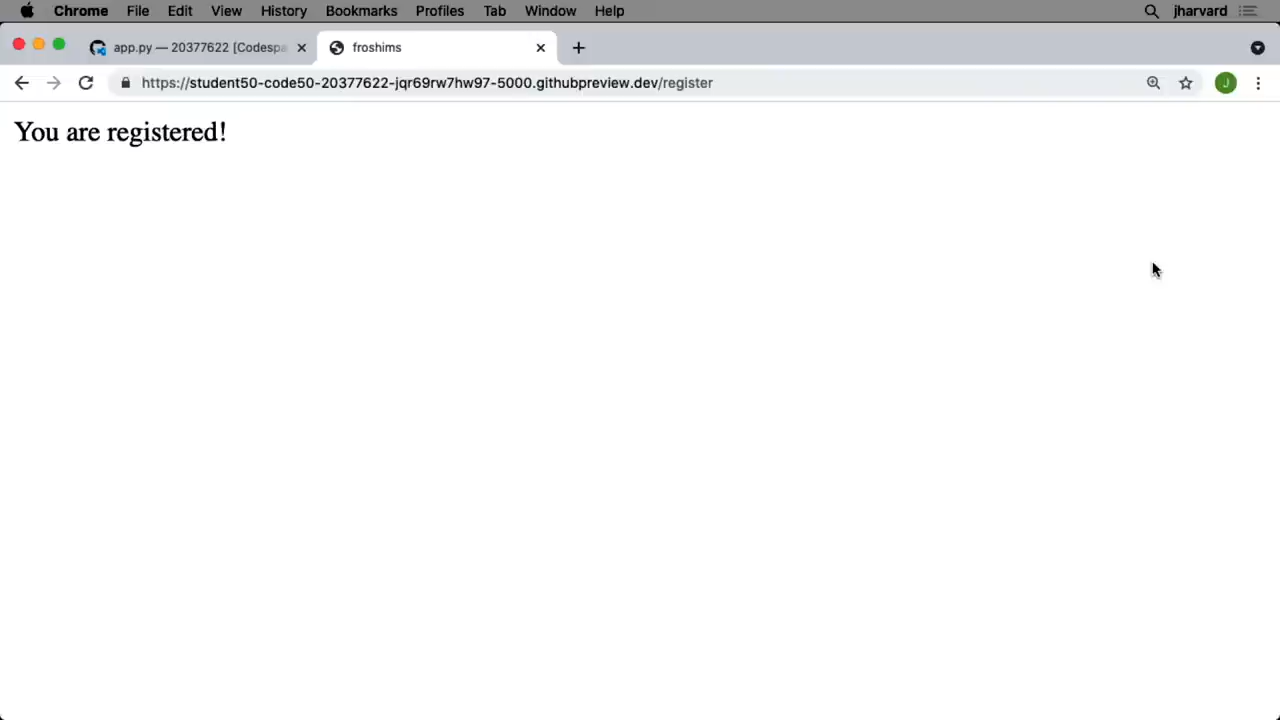 Chrome File Edit View History Bookmarks Profiles Tab Window Help jharvard
app.py — 20377622 [Codespa froshims
https://student50-code50-20377622-jqr69rw7hw97-5000.githubpreview.dev/register J
You are registered!